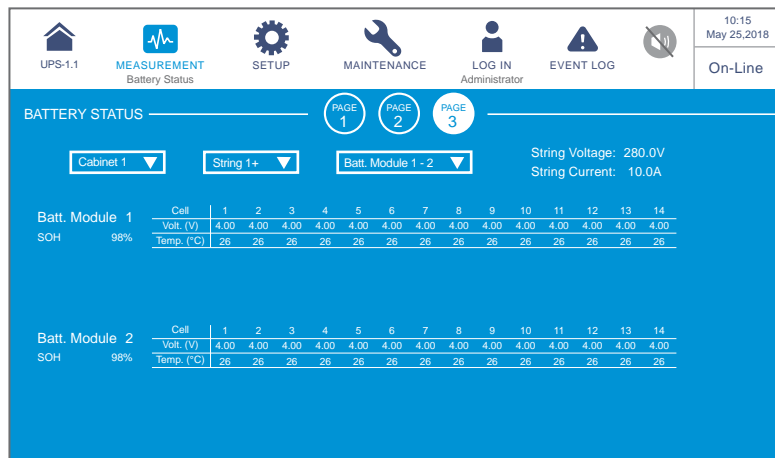 10:15
May 25,2018
UPS-1.1 MEASUREMENT SETUP MAINTENANCE LOG IN EVENT LOG
Battery Status Administrator
On-Line
BATTERY STATUS PAGE 1 PAGE 2 PAGE 3
Cabinet 1 String 1+ Batt. Module 1 - 2
String Voltage: 280.0V
String Current: 10.0A
Batt. Module 1
SOH 98%
Cell 1 2 3 4 5 6 7 8 9 10 11 12 13 14
Volt. (V) 4.00 4.00 4.00 4.00 4.00 4.00 4.00 4.00 4.00 4.00 4.00 4.00 4.00 4.00
Temp. (°C) 26 26 26 26 26 26 26 26 26 26 26 26 26 26
Batt. Module 2
SOH 98%
Cell 1 2 3 4 5 6 7 8 9 10 11 12 13 14
Volt. (V) 4.00 4.00 4.00 4.00 4.00 4.00 4.00 4.00 4.00 4.00 4.00 4.00 4.00 4.00
Temp. (°C) 26 26 26 26 26 26 26 26 26 26 26 26 26 26